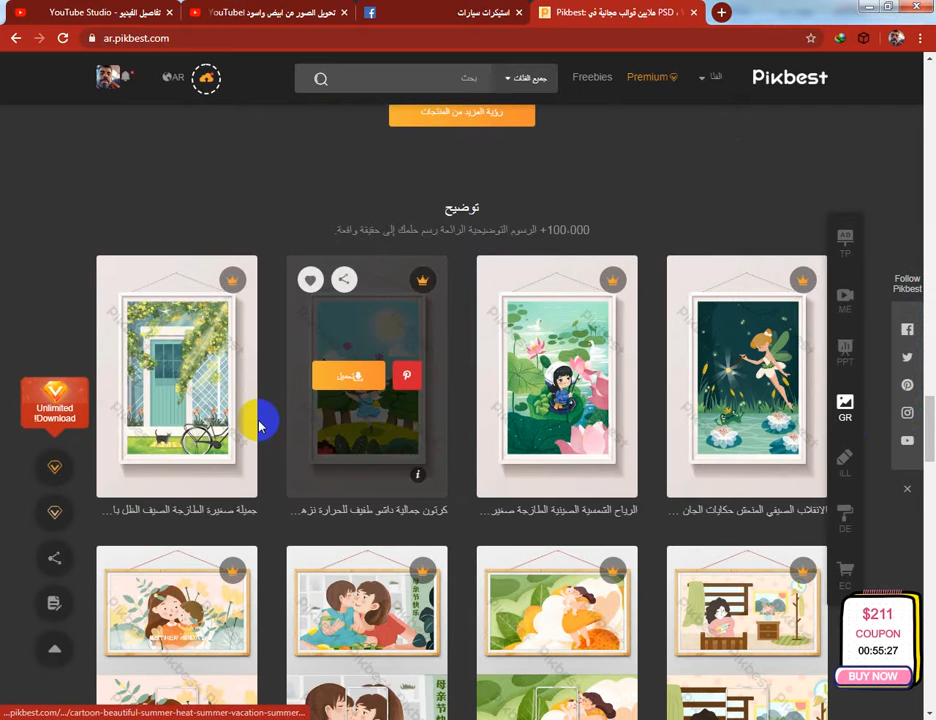 تفاصيل الفيديو - YouTube Studio
تحويل الصور من ابيض واسود
استيكرات سيارات
Pikbest: ملايين قوالب مجانية في PSD ،
ar.pikbest.com
AR
بحث
جميع الفئات
Freebies
Premium
Pikbest
رؤية المزيد من المنتجات
توضيح
100،000+ الرسوم التوضيحية الرائعة رسم حلمك إلى حقيقة واقعة.
TP
ME
PPT
GR
ILL
DE
EC
Follow
Pikbest
تحميل
Unlimited
!Download
جميلة صغيرة الطازجة الصيف الظل با...
كرتون جمالية داشو طفيف للحرارة نزه...
الرياح الشمسية الصينية الطازجة صغير...
الانقلاب الصيفي المنعش حكايات الجان ...
$211
COUPON
00:55:27
BUY NOW
...pikbest.com/.../cartoon-beautiful-summer-heat-summer-vacation-summer...